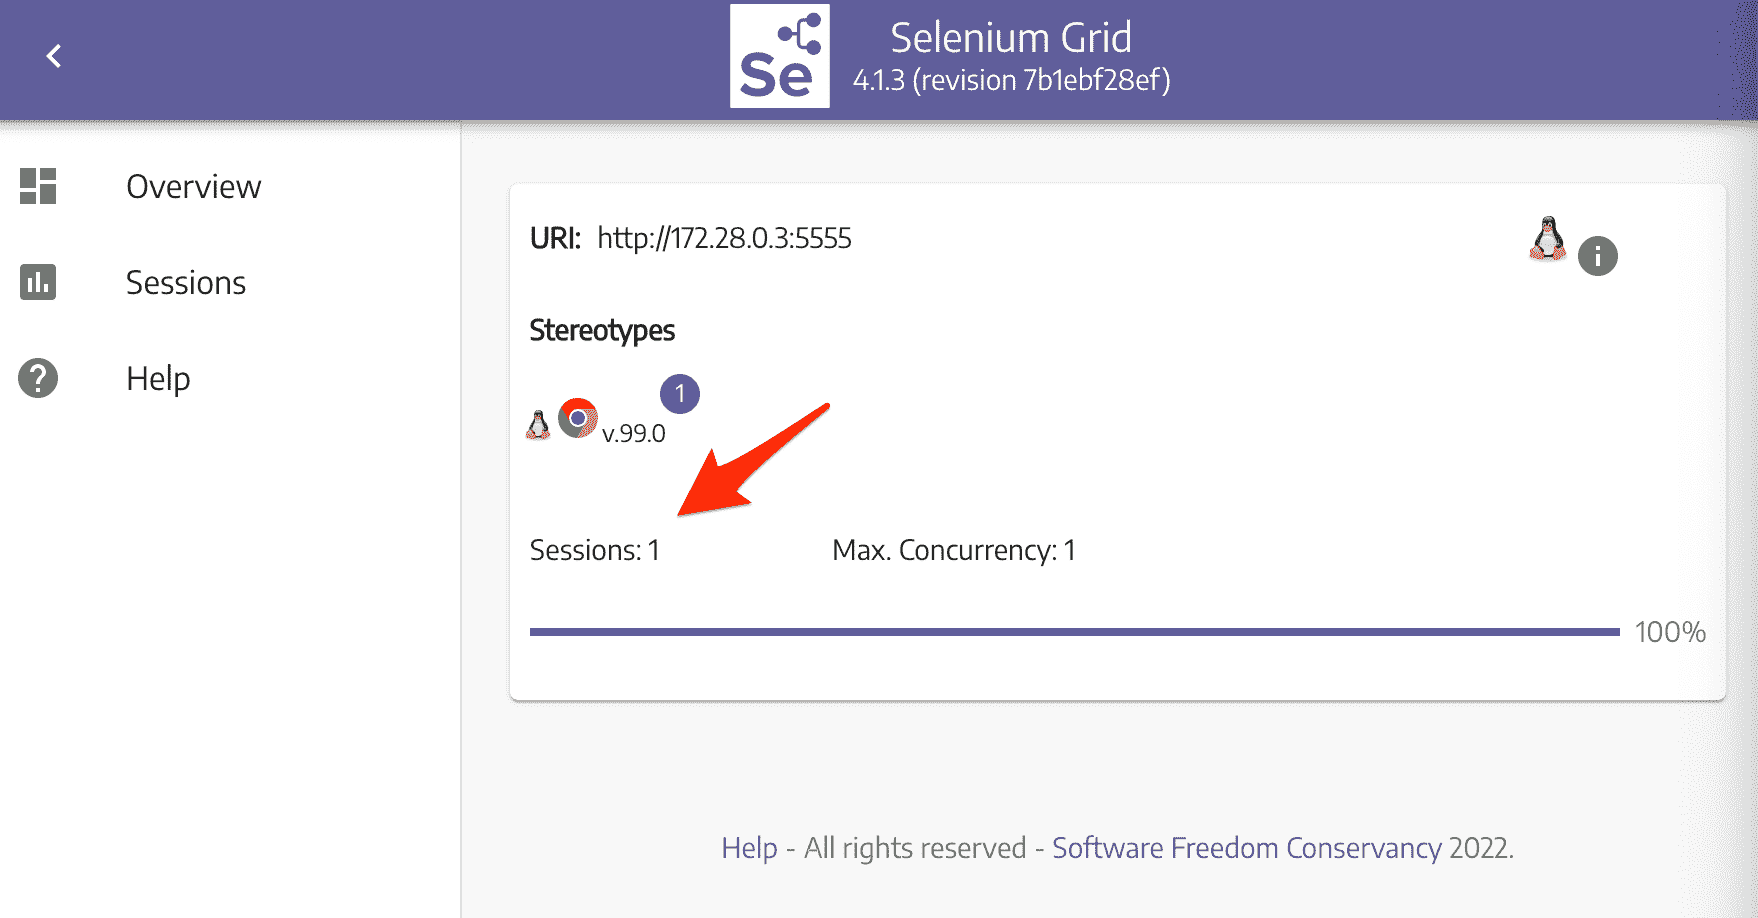 Se
Selenium Grid
4.1.3 (revision 7b1ebf28ef)
Overview
Sessions
Help
URI: http://172.28.0.3:5555
i
Stereotypes
1
v.99.0
Sessions: 1
Max. Concurrency: 1
100%
Help - All rights reserved - Software Freedom Conservancy 2022.